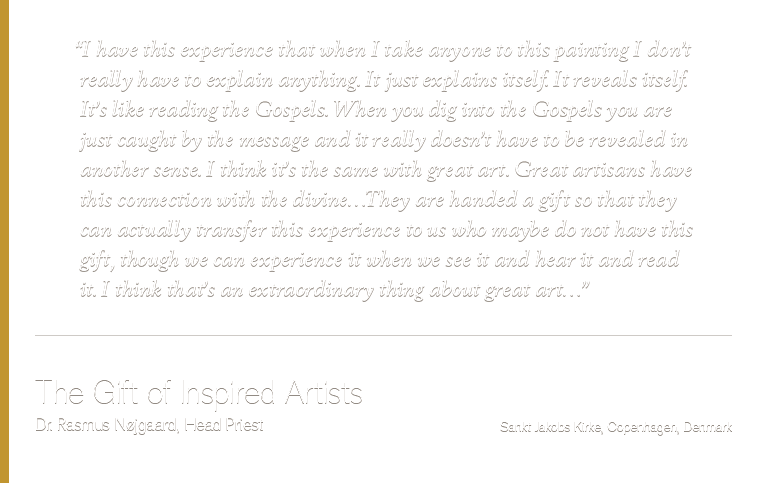 “I have this experience that when I take anyone to this painting I don’t
really have to explain anything. It just explains itself. It reveals itself.
It’s like reading the Gospels. When you dig into the Gospels you are
just caught by the message and it really doesn’t have to be revealed in
another sense. I think it’s the same with great art. Great artisans have
this connection with the divine…They are handed a gift so that they
can actually transfer this experience to us who maybe do not have this
gift, though we can experience it when we see it and hear it and read
it. I think that’s an extraordinary thing about great art…”
The Gift of Inspired Artists
Dr. Rasmus Nøjgaard, Head Priest
Sankt Jakobs Kirke, Copenhagen, Denmark